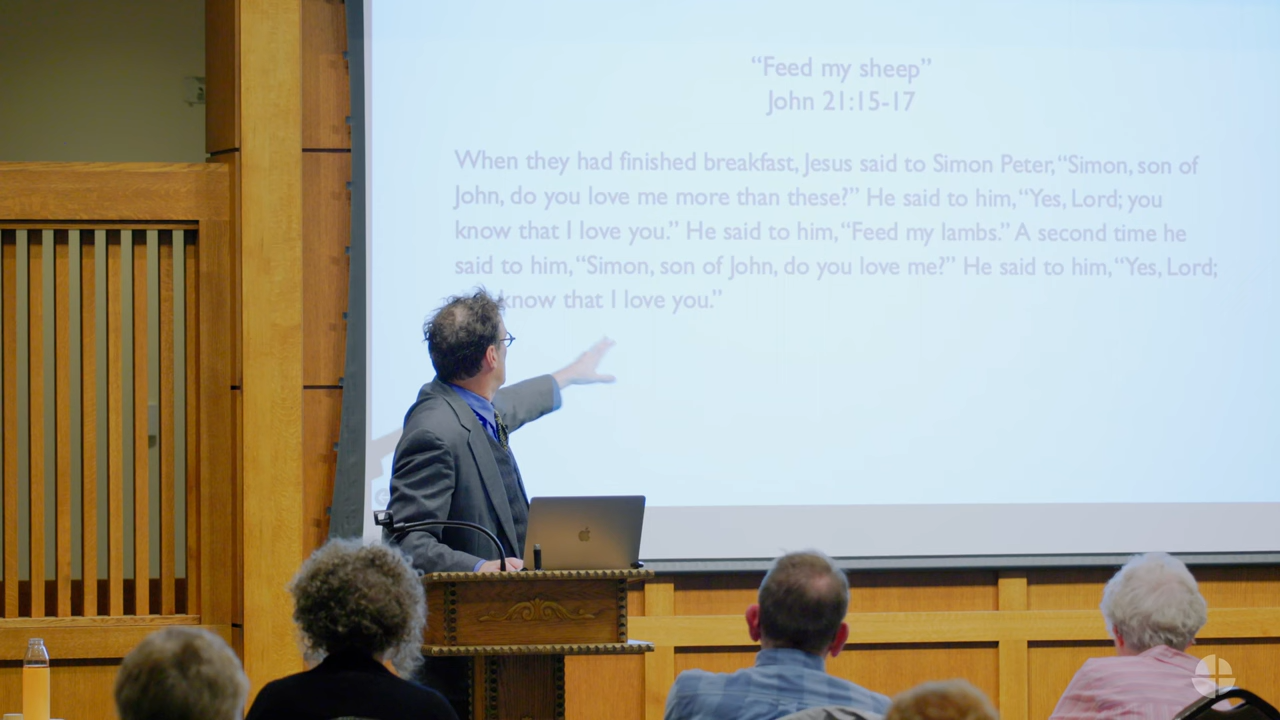 “Feed my sheep”
John 21:15-17
When they had finished breakfast, Jesus said to Simon Peter, “Simon, son of
John, do you love me more than these?” He said to him, “Yes, Lord; you
know that I love you.” He said to him, “Feed my lambs.” A second time he
said to him, “Simon, son of John, do you love me?” He said to him, “Yes, Lord;
know that I love you.”